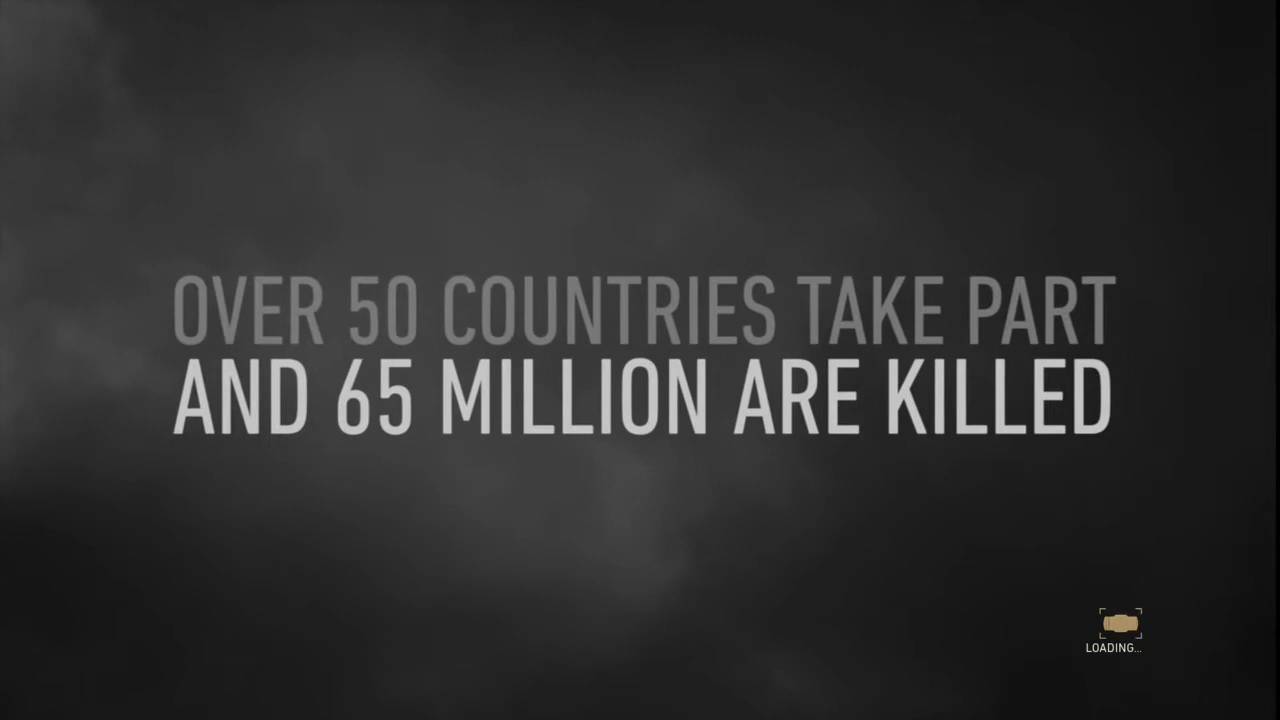 OVER 50 COUNTRIES TAKE PART
AND 65 MILLION ARE KILLED
LOADING...